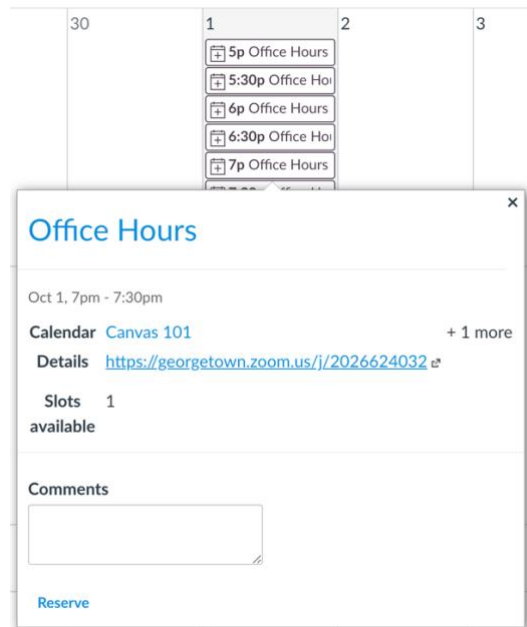 30 1 2 3
5p Office Hours
5:30p Office Hou
6p Office Hours
6:30p Office Hou
7p Office Hours
×
Office Hours
Oct 1, 7pm - 7:30pm
Calendar Canvas 101 + 1 more
Details https://georgetown.zoom.us/j/2026624032
Slots 1
available
Comments
Reserve